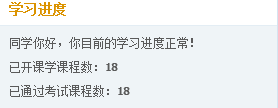 学习进度
同学你好，你目前的学习进度正常！
已开课学课程数：18
已通过考试课程数：18